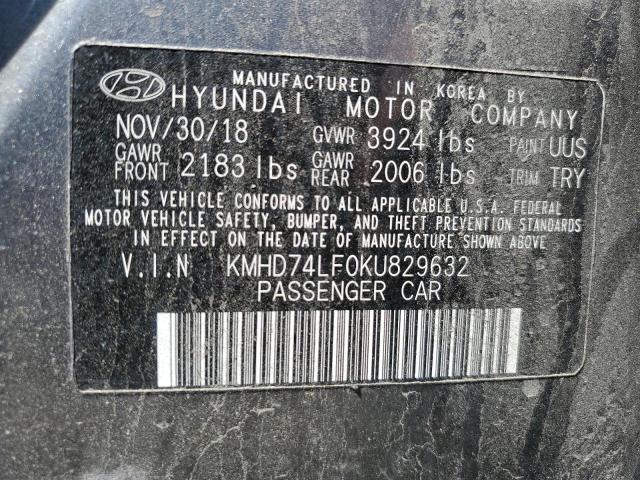 MANUFACTURED IN KOREA BY
HYUNDAI MOTOR COMPANY
NOV/30/18 GVWR 3924 lbs PAINT UUS
GAWR FRONT 2183 lbs GAWR REAR 2006 lbs TRIM TRY
THIS VEHICLE CONFORMS TO ALL APPLICABLE U.S.A. FEDERAL
MOTOR VEHICLE SAFETY, BUMPER, AND THEFT PREVENTION STANDARDS
IN EFFECT ON THE DATE OF MANUFACTURE SHOWN ABOVE
V.I.N KMHD74LF0KU829632
PASSENGER CAR